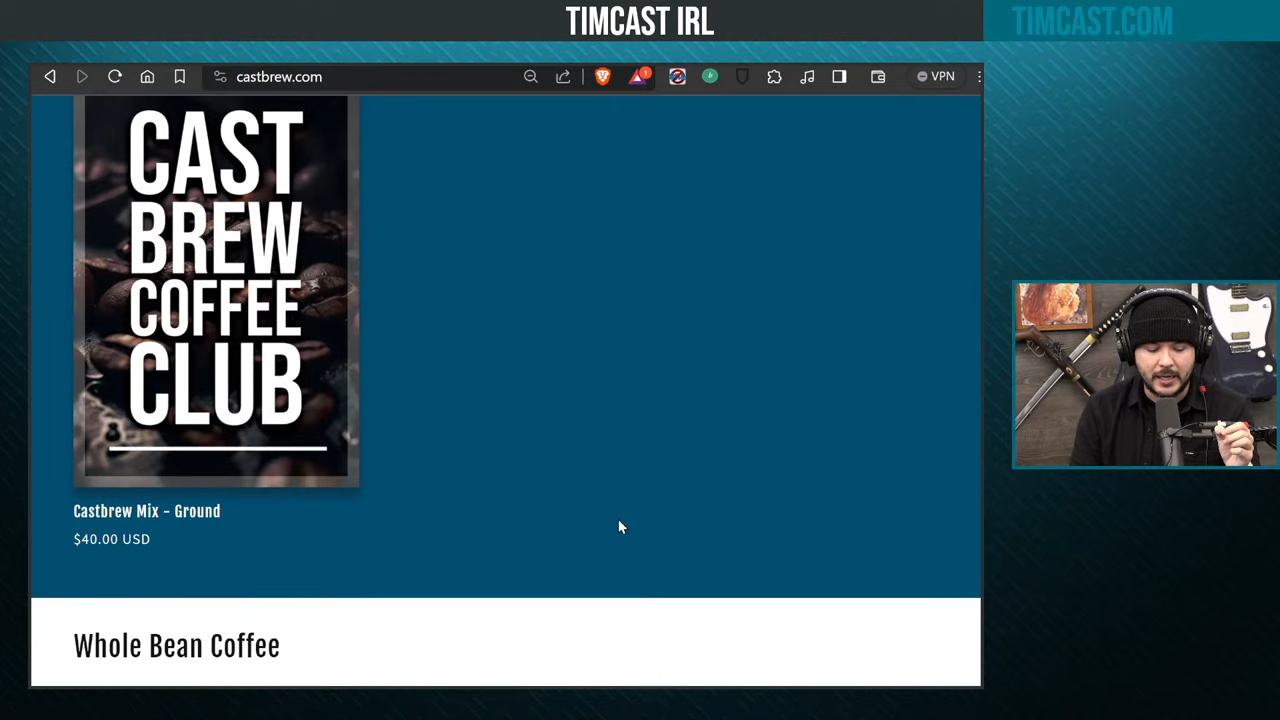 TIMCAST IRL
TIMCAST.COM
castbrew.com
1
VPN
CAST
BREW
COFFEE
CLUB
Castbrew Mix - Ground
$40.00 USD
Whole Bean Coffee